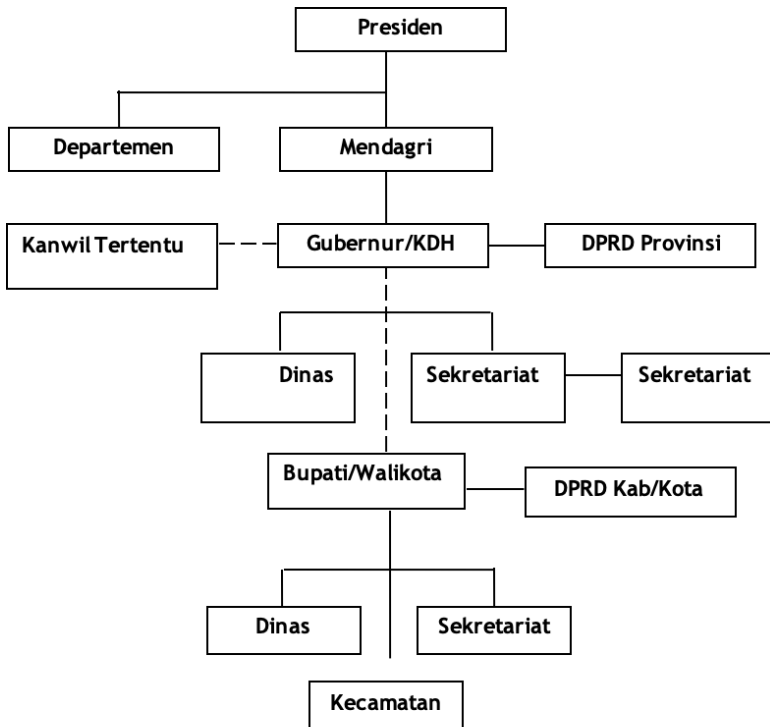 Presiden
Departemen
Mendagri
Kanwil Tertentu
Gubernur/KDH
DPRD Provinsi
Dinas
Sekretariat
Sekretariat
Bupati/Walikota
DPRD Kab/Kota
Dinas
Sekretariat
Kecamatan